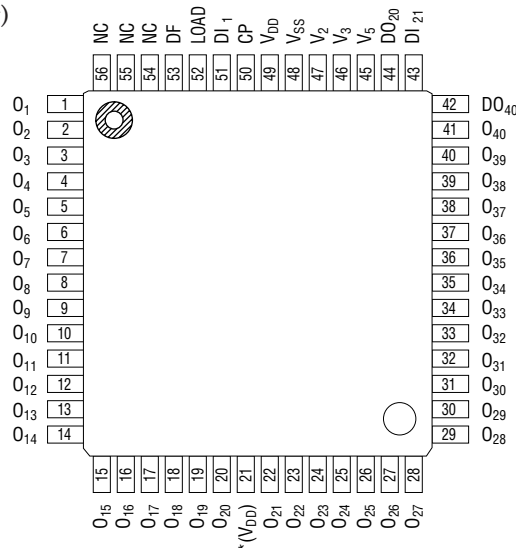 )
NC NC NC DF LOAD DI₁ CP V_DD V_SS V₂ V₃ V₅ DO₂₀ DI₂₁
56 55 54 53 52 51 50 49 48 47 46 45 44 43
O₁ 1 42 DO₄₀
O₂ 2 41 O₄₀
O₃ 3 40 O₃₉
O₄ 4 39 O₃₈
O₅ 5 38 O₃₇
O₆ 6 37 O₃₆
O₇ 7 36 O₃₅
O₈ 8 35 O₃₄
O₉ 9 34 O₃₃
O₁₀ 10 33 O₃₂
O₁₁ 11 32 O₃₁
O₁₂ 12 31 O₃₀
O₁₃ 13 30 O₂₉
O₁₄ 14 29 O₂₈
15 16 17 18 19 20 21 22 23 24 25 26 27 28
O₁₅ O₁₆ O₁₇ O₁₈ O₁₉ O₂₀ *(V_DD) O₂₁ O₂₂ O₂₃ O₂₄ O₂₅ O₂₆ O₂₇